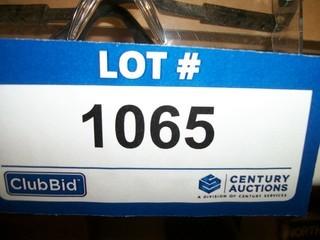 LOT #
1065
ClubBid
CENTURY
AUCTIONS
A DIVISION OF CENTURY SERVICES